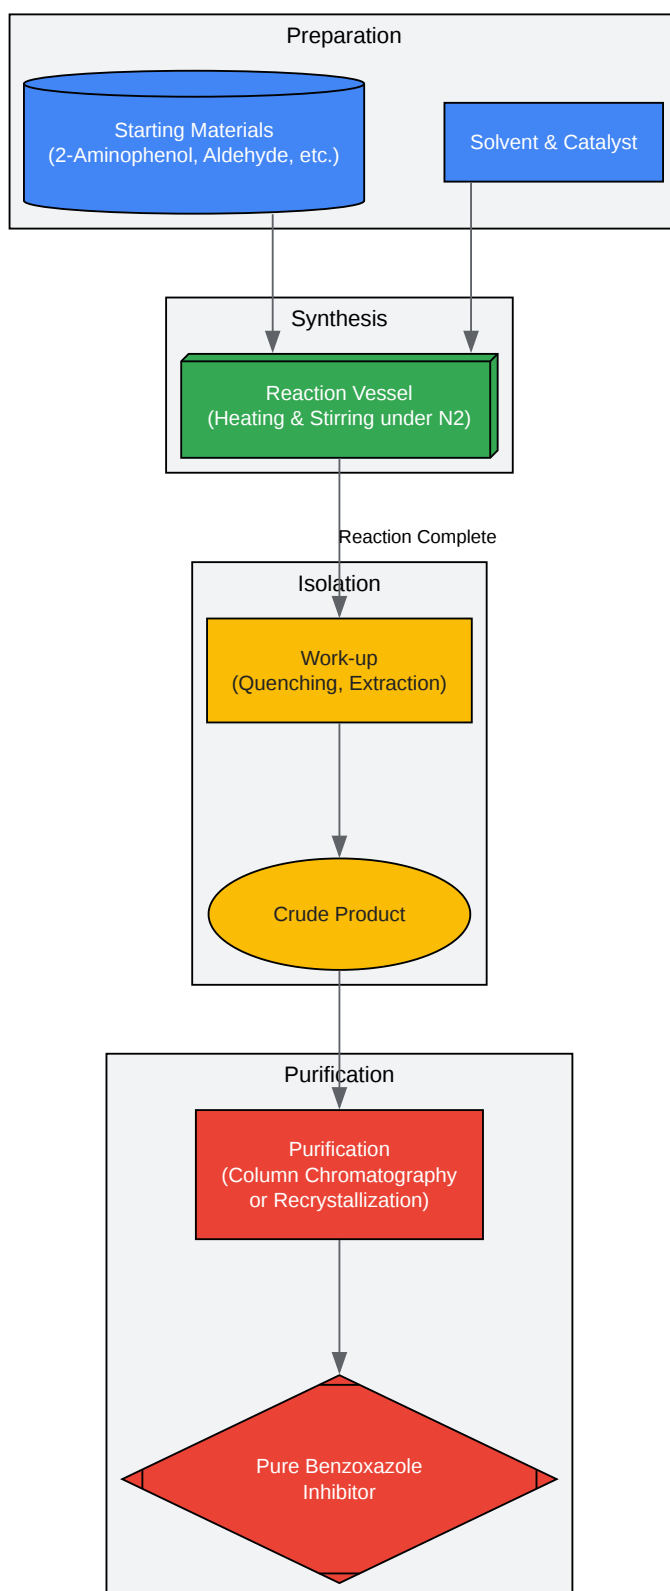 Preparation
Starting Materials
(2-Aminophenol, Aldehyde, etc.)
Solvent & Catalyst
Synthesis
Reaction Vessel
(Heating & Stirring under N2)
Reaction Complete
Isolation
Work-up
(Quenching, Extraction)
Crude Product
Purification
Purification
(Column Chromatography
or Recrystallization)
Pure Benzoxazole
Inhibitor